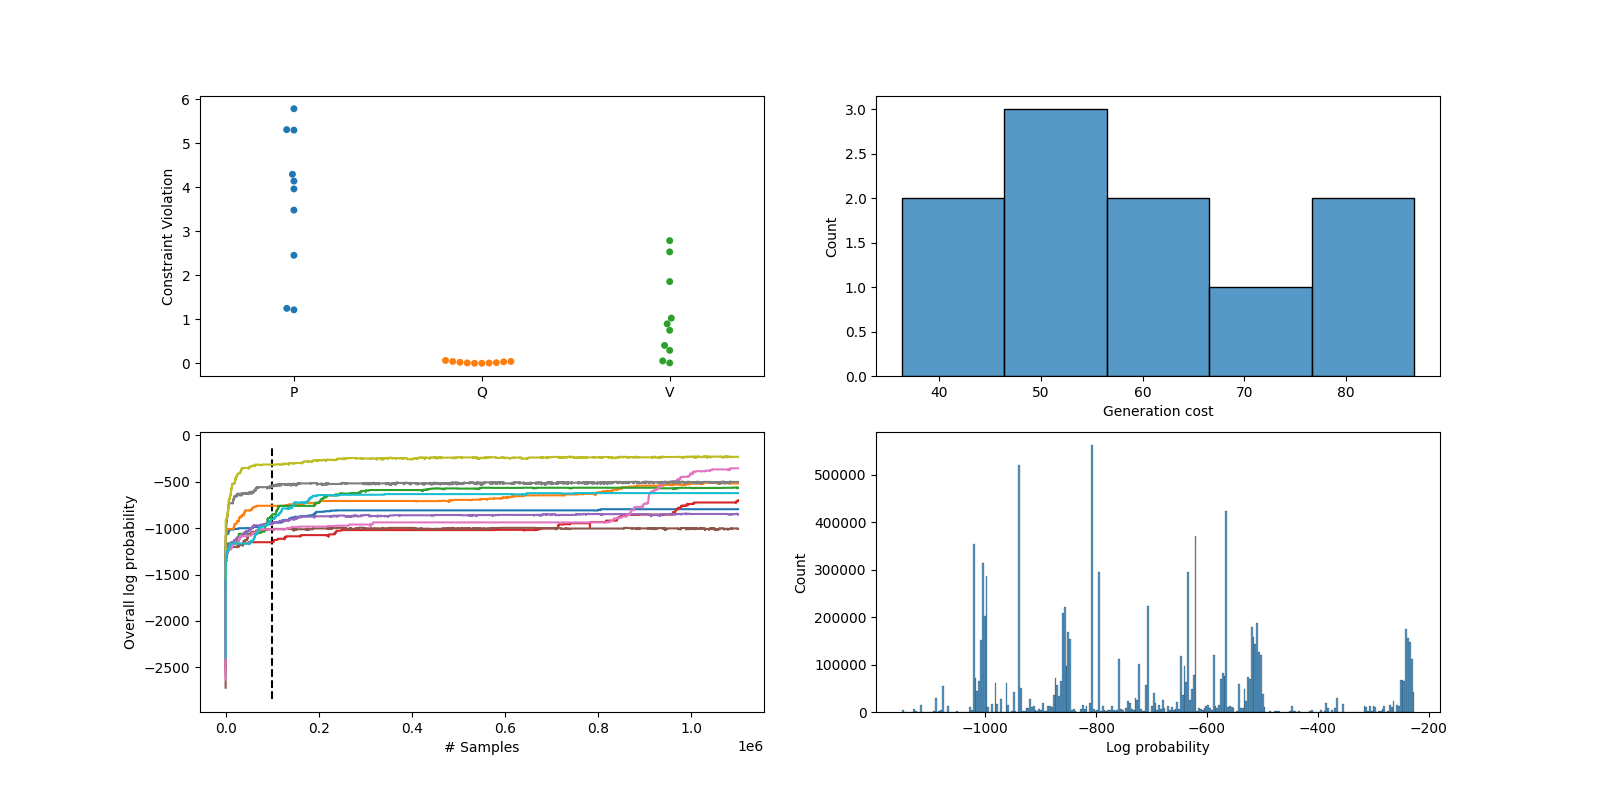 6
5
4
3
2
1
0
Constraint Violation
P Q V
3.0
2.5
2.0
1.5
1.0
0.5
0.0
Count
40 50 60 70 80
Generation cost
0
−500
−1000
−1500
−2000
−2500
Overall log probability
0.0 0.2 0.4 0.6 0.8 1.0
# Samples
1e6
500000
400000
300000
200000
100000
0
Count
−1000 −800 −600 −400 −200
Log probability